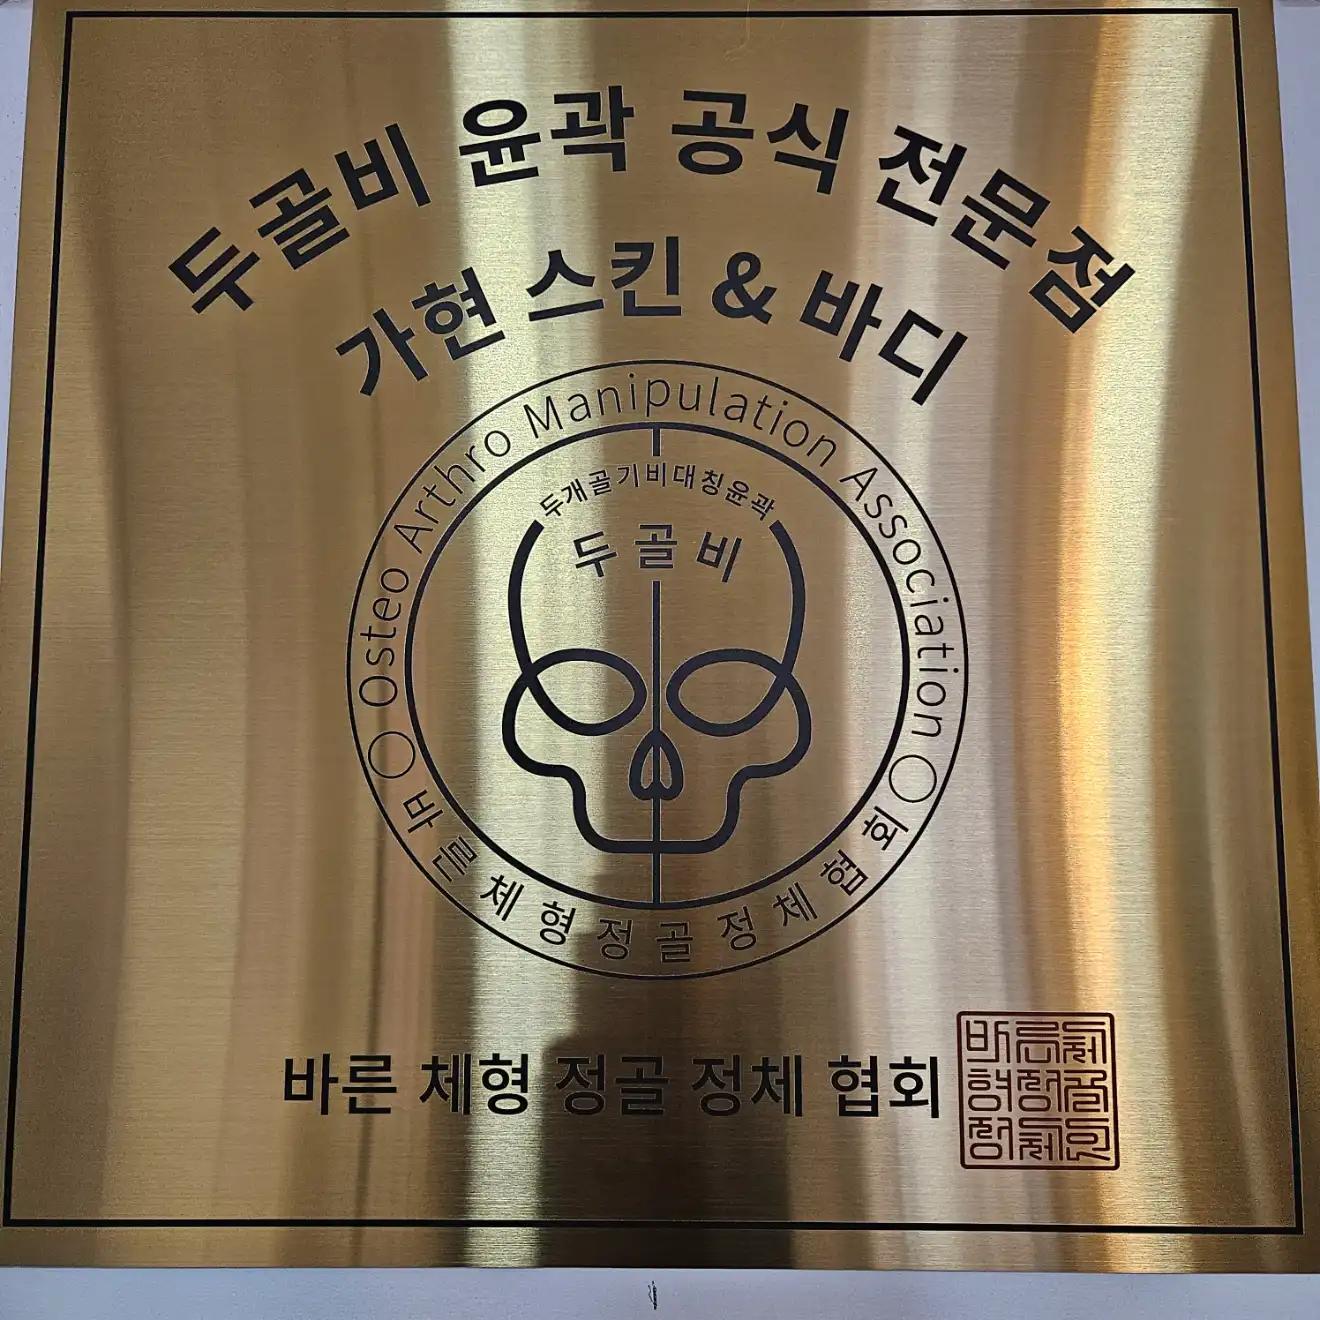 두골비 윤곽 공식 전문점
가현 스킨 & 바디
Osteo Arthro Manipulation Association
두개골기비대칭윤곽
두골비
바른체형정골정체협회
바른 체형 정골 정체 협회